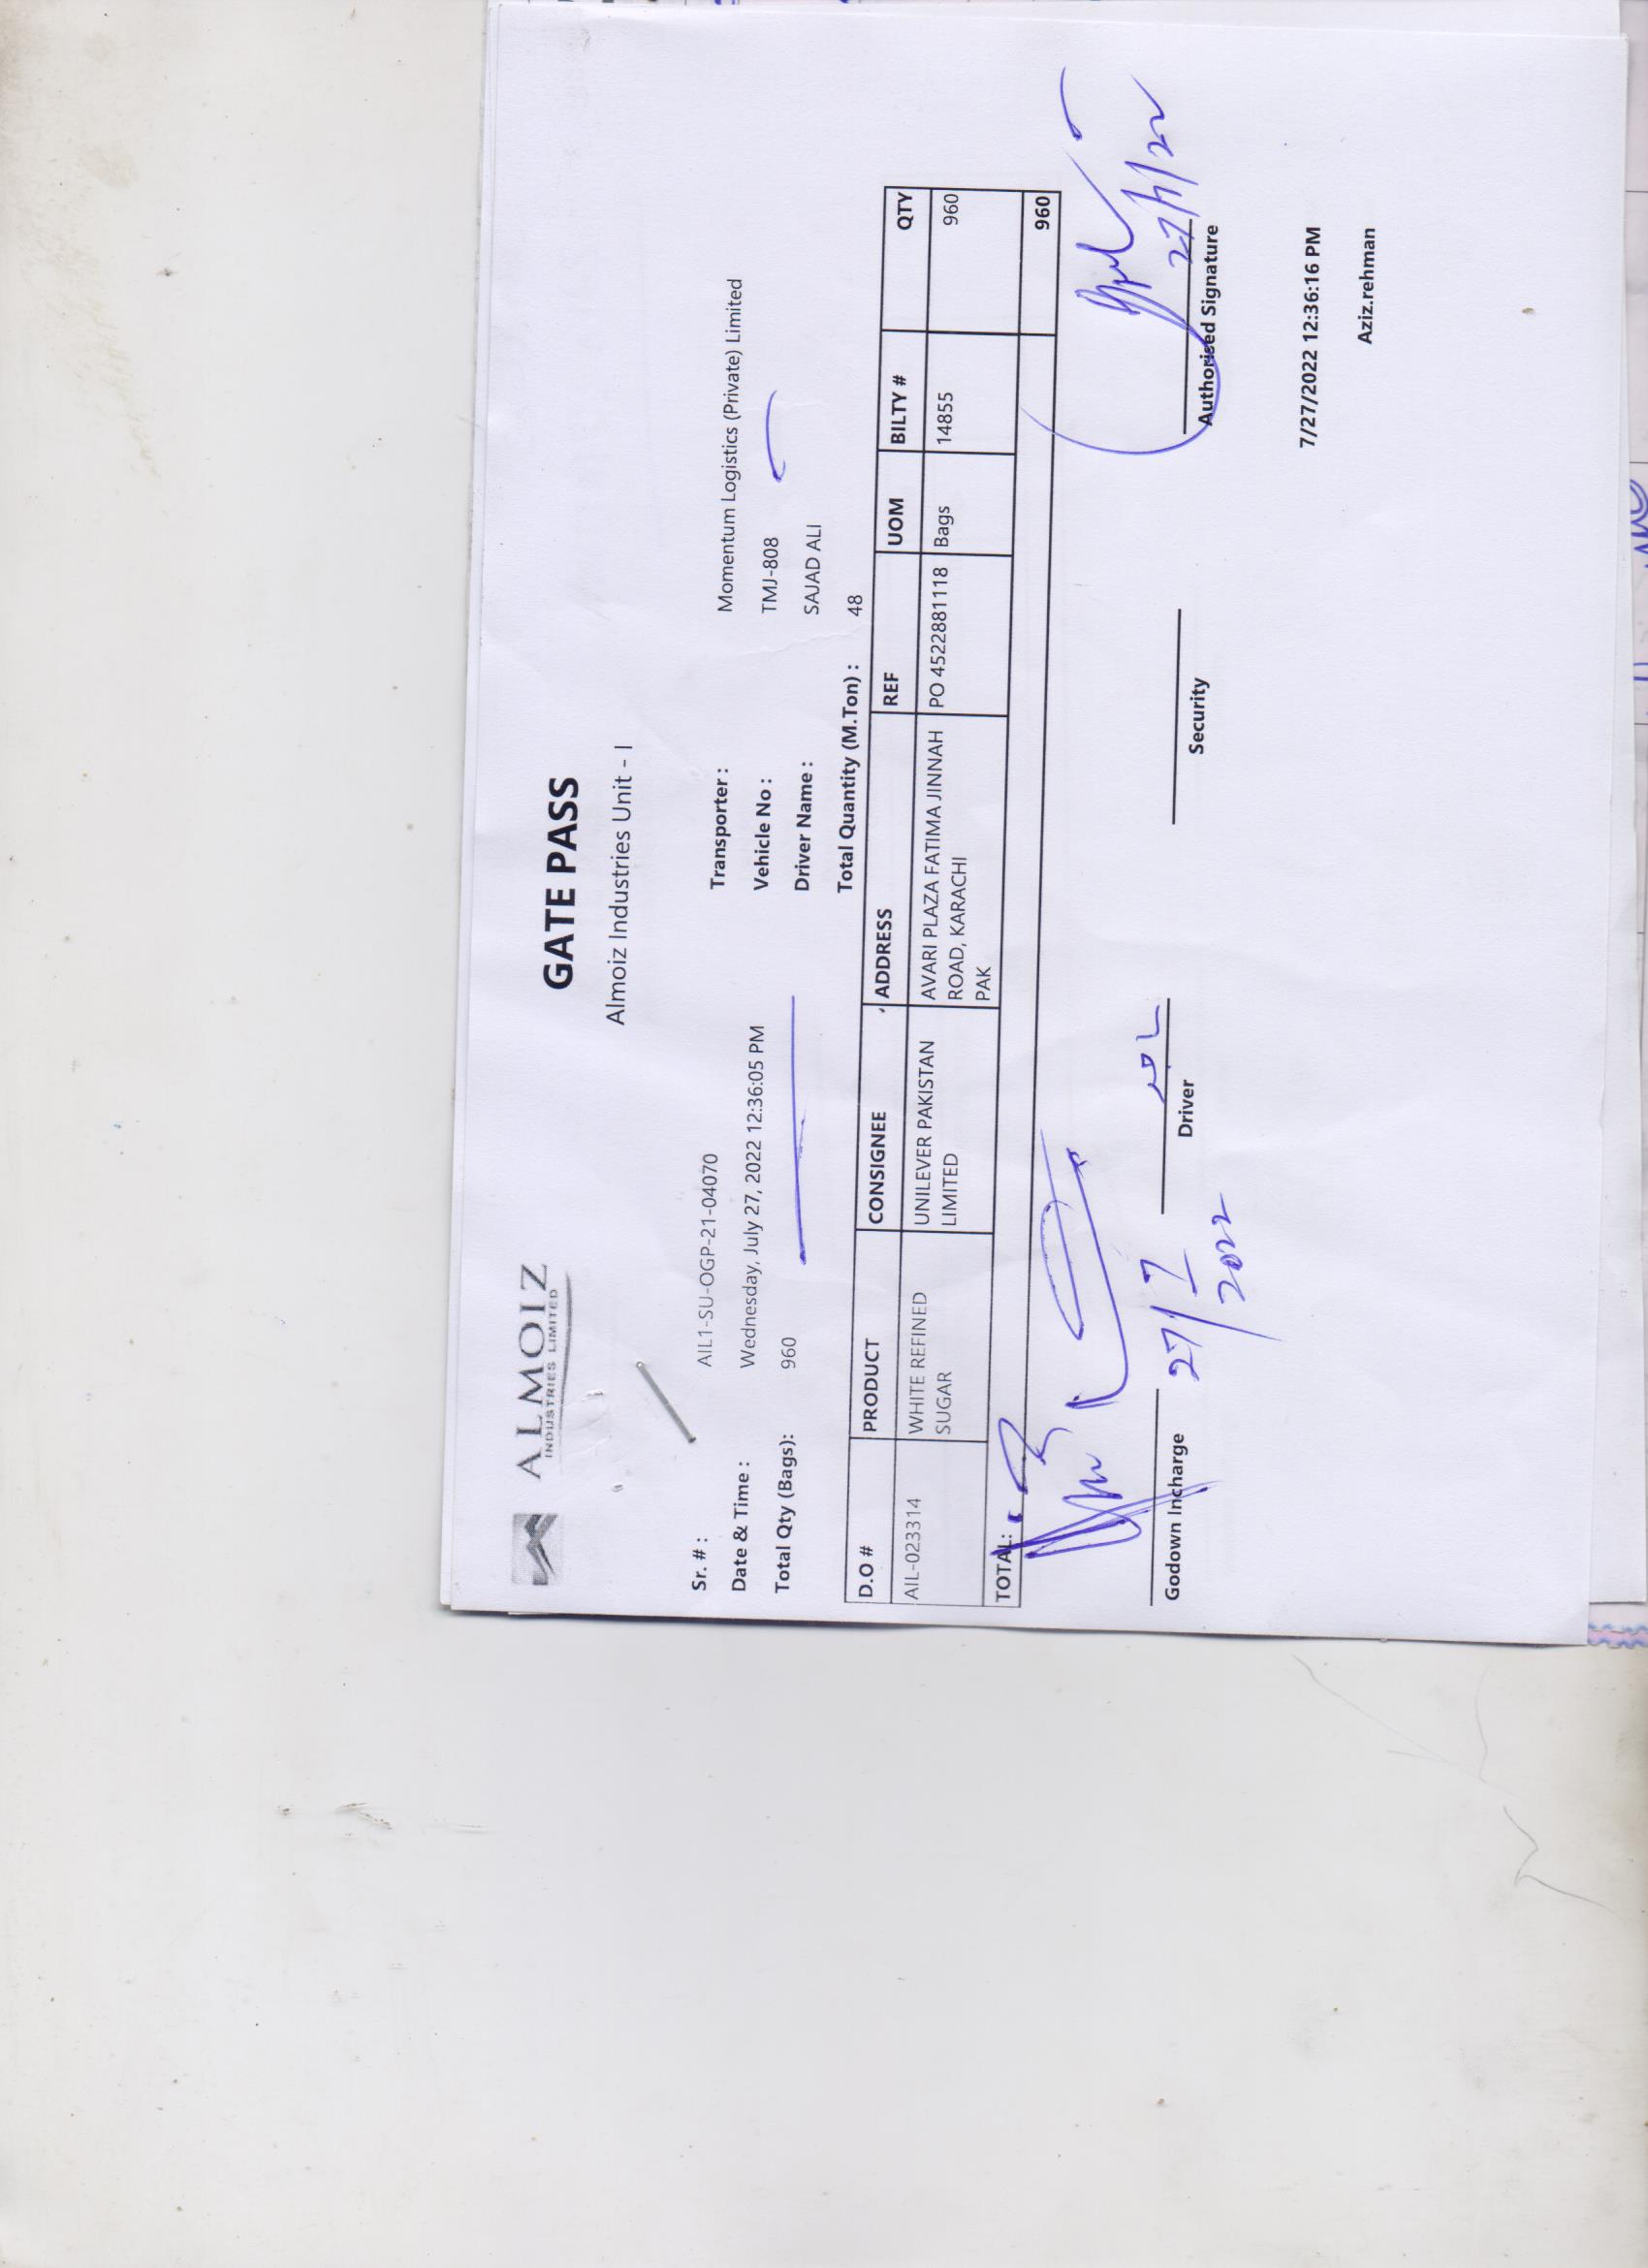 ALMOIZ
INDUSTRIES LIMITED
GATE PASS
Almoiz Industries Unit - I
Sr. # : AIL1-SU-OGP-21-04070
Transporter : Momentum Logistics (Private) Limited
Date & Time : Wednesday, July 27, 2022 12:36:05 PM
Vehicle No : TMJ-808
Total Qty (Bags): 960
Driver Name : SAJAD ALI
Total Quantity (M.Ton) : 48
D.O # PRODUCT CONSIGNEE ADDRESS REF UOM BILTY # QTY
AIL-023314 WHITE REFINED UNILEVER PAKISTAN AVARI PLAZA FATIMA JINNAH PO 4522881118 Bags 14855 960
SUGAR LIMITED ROAD, KARACHI
PAK
TOTAL: 960
27/7
2022
27/7/22
Godown Incharge Driver Security Authorised Signature
7/27/2022 12:36:16 PM
Aziz.rehman